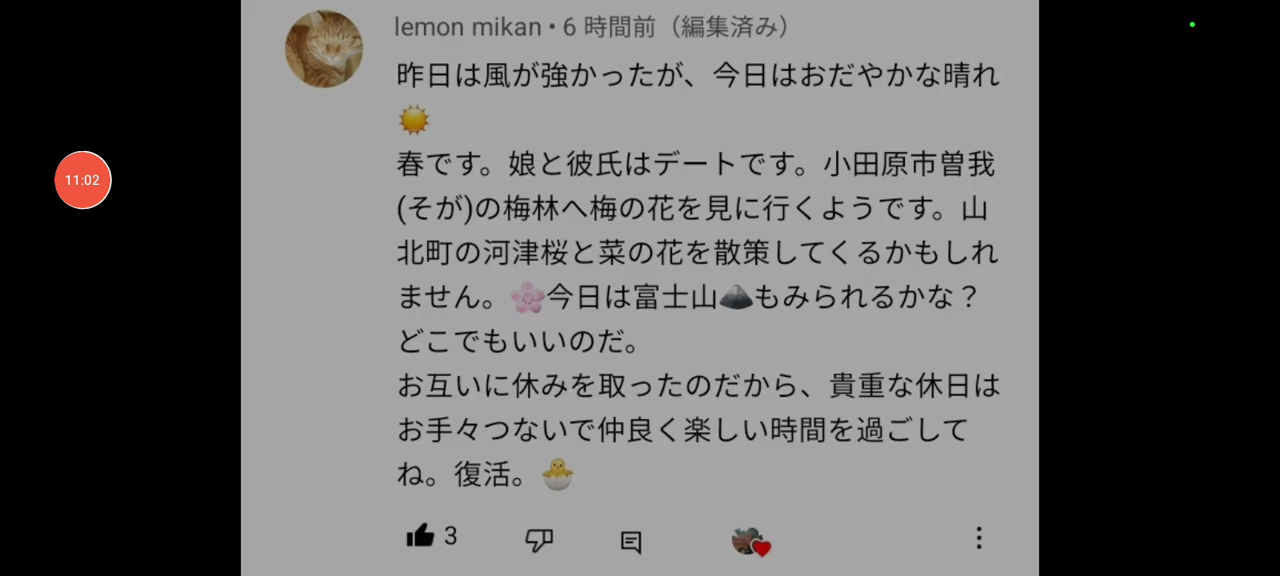 lemon mikan • 6 時間前（編集済み）
昨日は風が強かったが、今日はおだやかな晴れ
☀️
春です。娘と彼氏はデートです。小田原市曽我
(そが)の梅林へ梅の花を見に行くようです。山
北町の河津桜と菜の花を散策してくるかもしれ
ません。🌸今日は富士山🗻もみられるかな？
どこでもいいのだ。
お互いに休みを取ったのだから、貴重な休日は
お手々つないで仲良く楽しい時間を過ごして
ね。復活。🐣
3
11:02